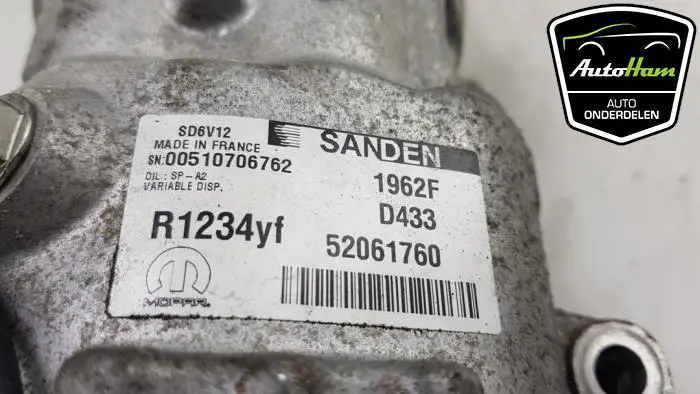 SD6V12
MADE IN FRANCE
SN:00510706762
OIL: SP-A2
VARIABLE DISP.
R1234yf
MOPAR
SANDEN
1962F
D433
52061760
AutoHam
AUTO
ONDERDELEN